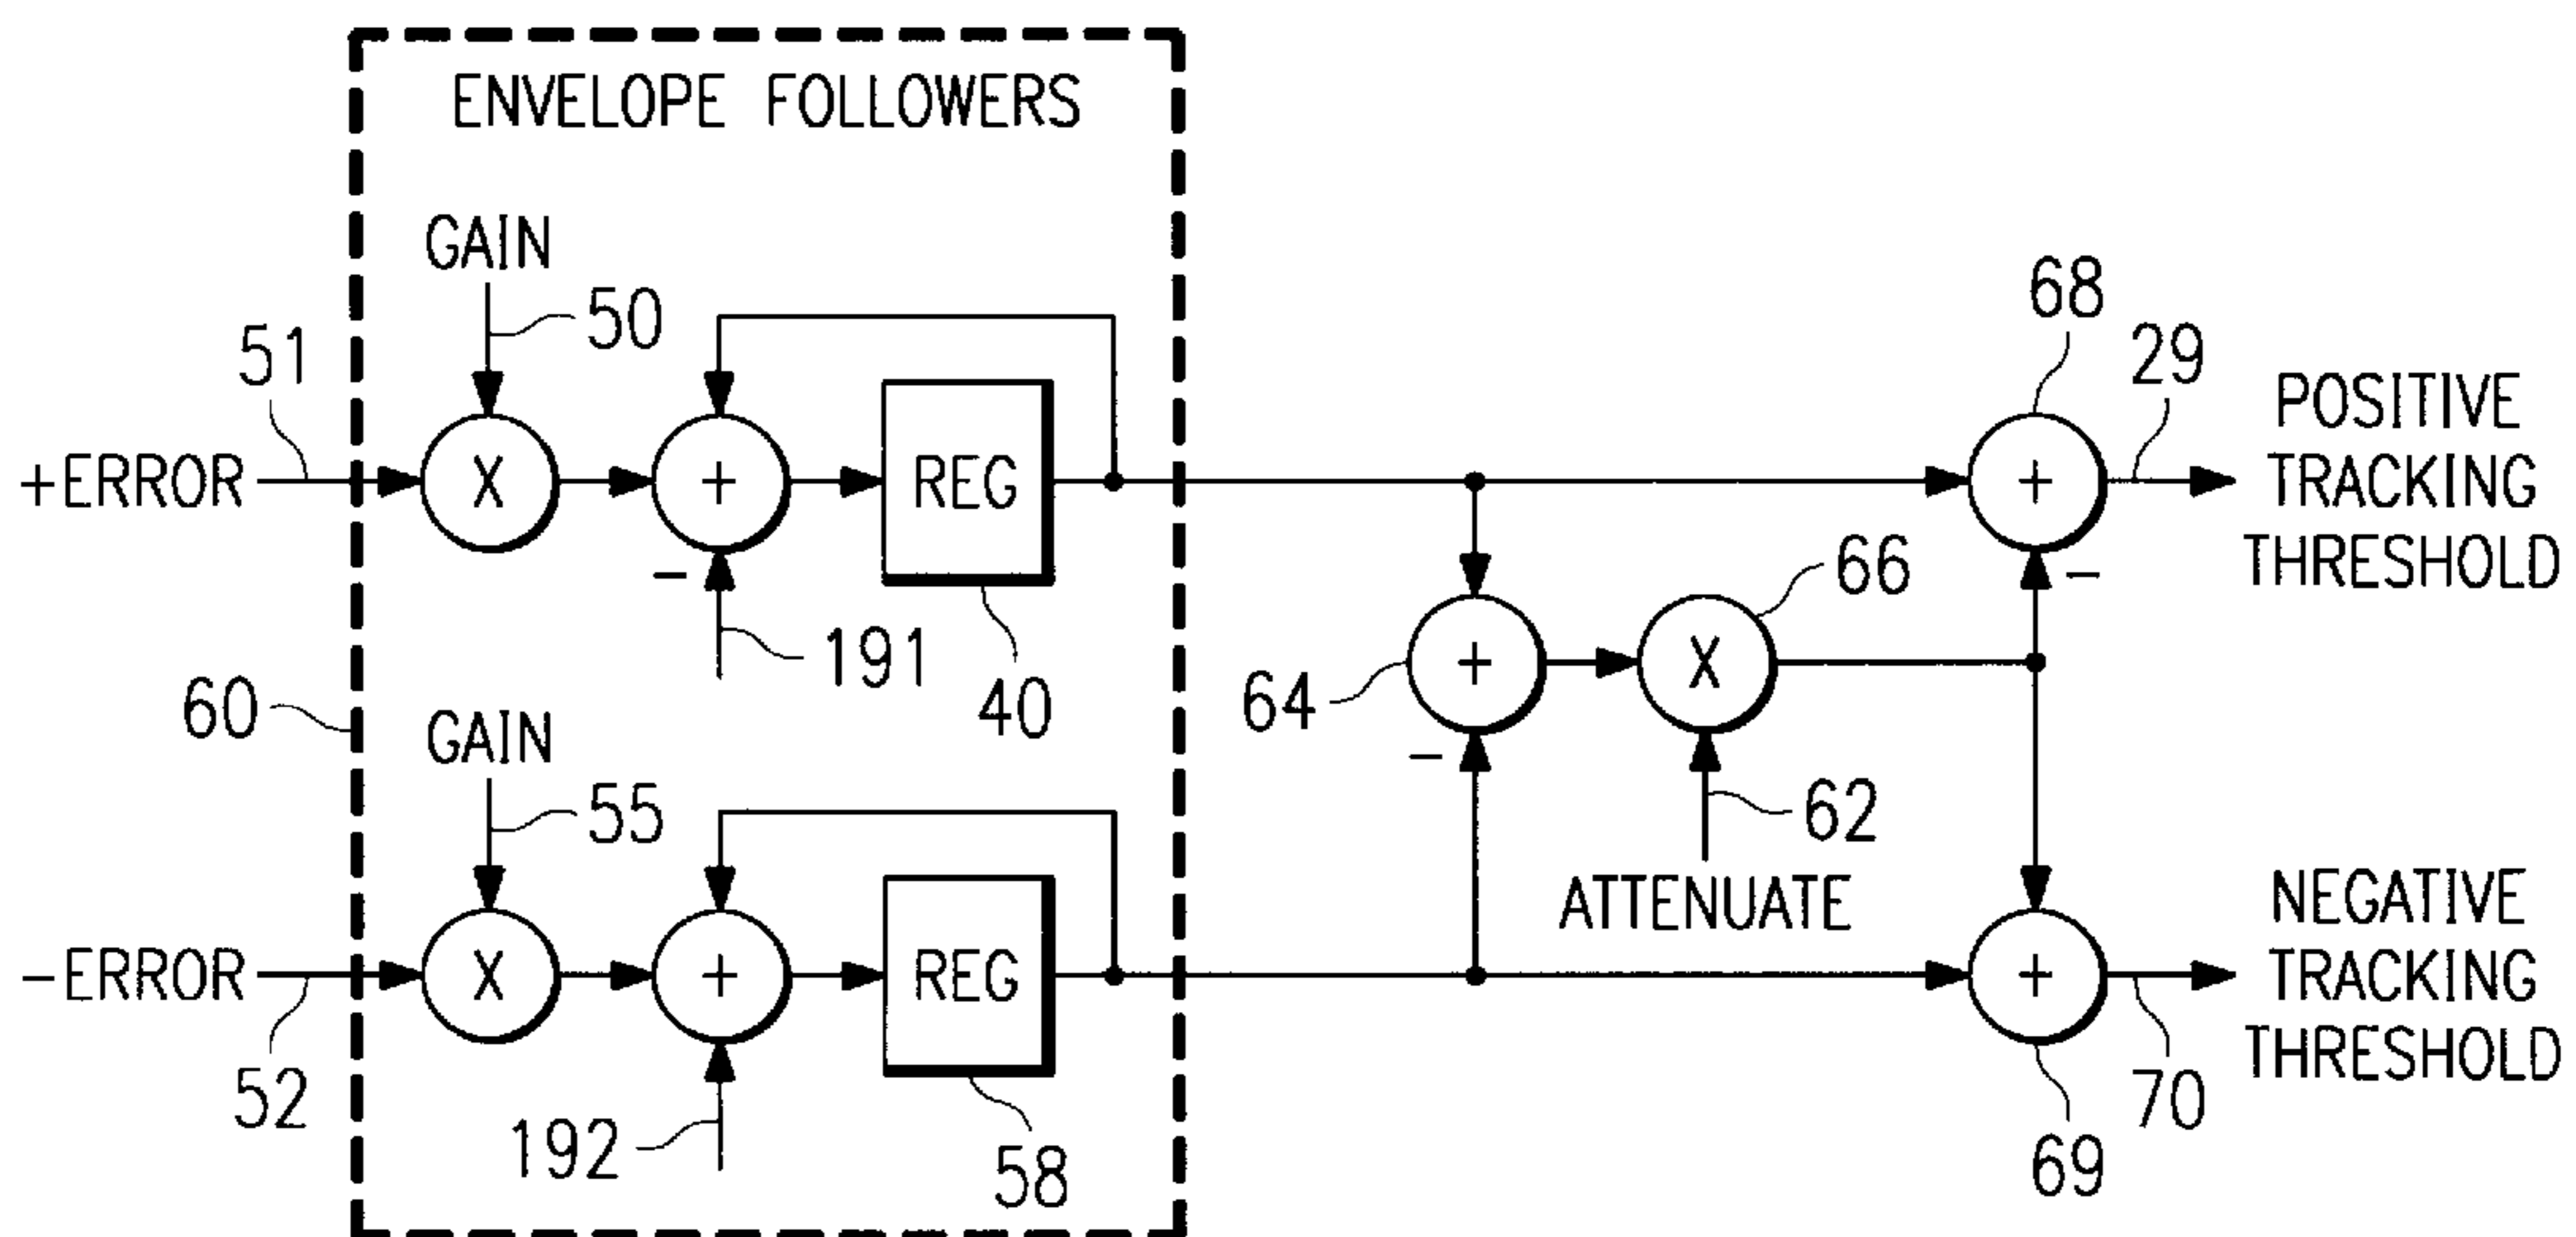 ENVELOPE FOLLOWERS
GAIN
50
51
+ERROR
X
+
REG
-
191
40
60
GAIN
55
-ERROR
52
X
+
REG
192
58
64
+
-
X
66
62
ATTENUATE
68
+
-
29
POSITIVE
TRACKING
THRESHOLD
+
69
70
NEGATIVE
TRACKING
THRESHOLD